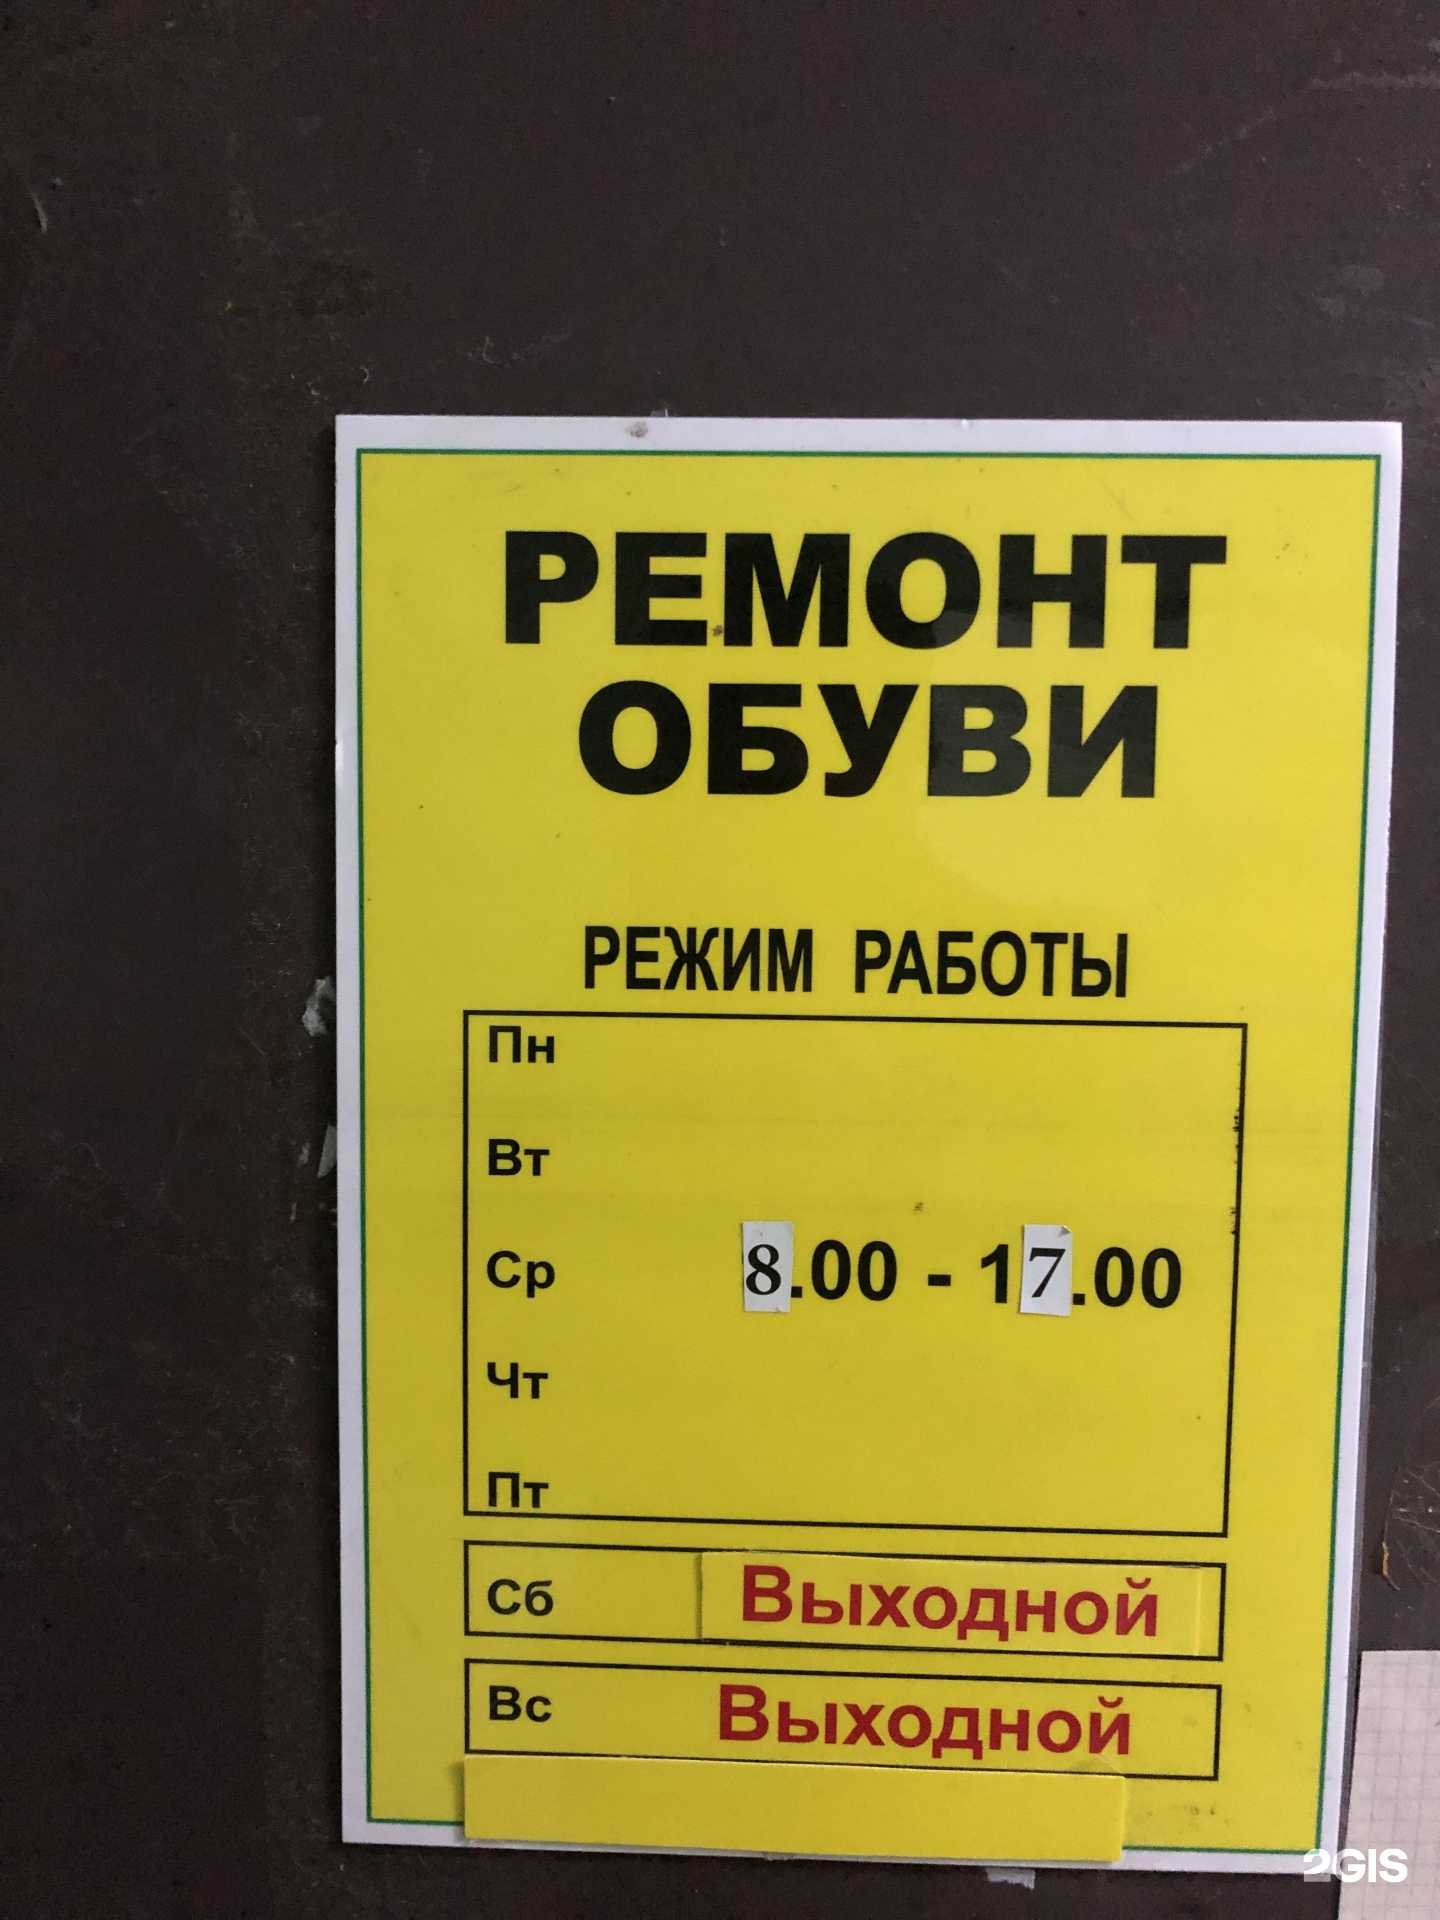 РЕМОНТ
ОБУВИ
РЕЖИМ РАБОТЫ
Пн
Вт
Ср 8.00 - 17.00
Чт
Пт
Сб Выходной
Вс Выходной
2GIS